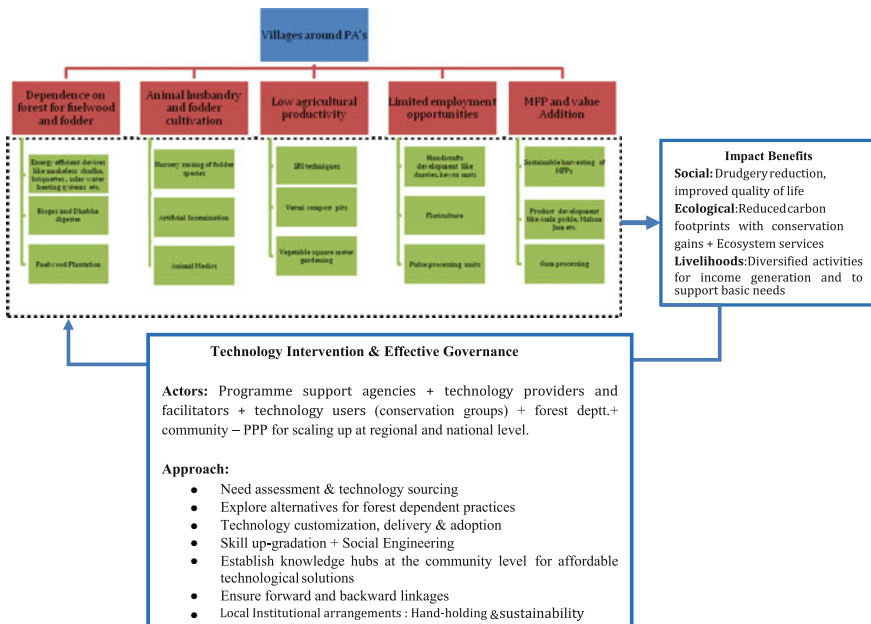 Villages around PA's
Dependence on
forest for fuelwood
and fodder
Animal husbandry
and fodder
cultivation
Low agricultural
productivity
Limited employment
opportunities
MFP and value
Addition
Energy efficient devices
like smokeless
briquettes, solar water
heating systems etc.
Biogas and
digester
Fuelwood Plantation
Nursery raising of fodder
species
Artificial Insemination
Animal Medics
SRI techniques
Vermi compost pits
Vegetable square meter
gardening
Handicrafts
development like
durries, mats
Floriculture
Pulse processing units
Sustainable harvesting of
MFPs
Product development
like Amla pickle,
Jam etc.
Gum processing
Impact Benefits
Social: Drudgery reduction,
improved quality of life
Ecological:Reduced carbon
footprints with conservation
gains + Ecosystem services
Livelihoods:Diversified activities
for income generation and to
support basic needs
Technology Intervention & Effective Governance
Actors: Programme support agencies + technology providers and
facilitators + technology users (conservation groups) + forest deptt.+
community – PPP for scaling up at regional and national level.
Approach:
● Need assessment & technology sourcing
● Explore alternatives for forest dependent practices
● Technology customization, delivery & adoption
● Skill up-gradation + Social Engineering
● Establish knowledge hubs at the community level for affordable
technological solutions
● Ensure forward and backward linkages
● Local Institutional arrangements : Hand-holding &sustainability